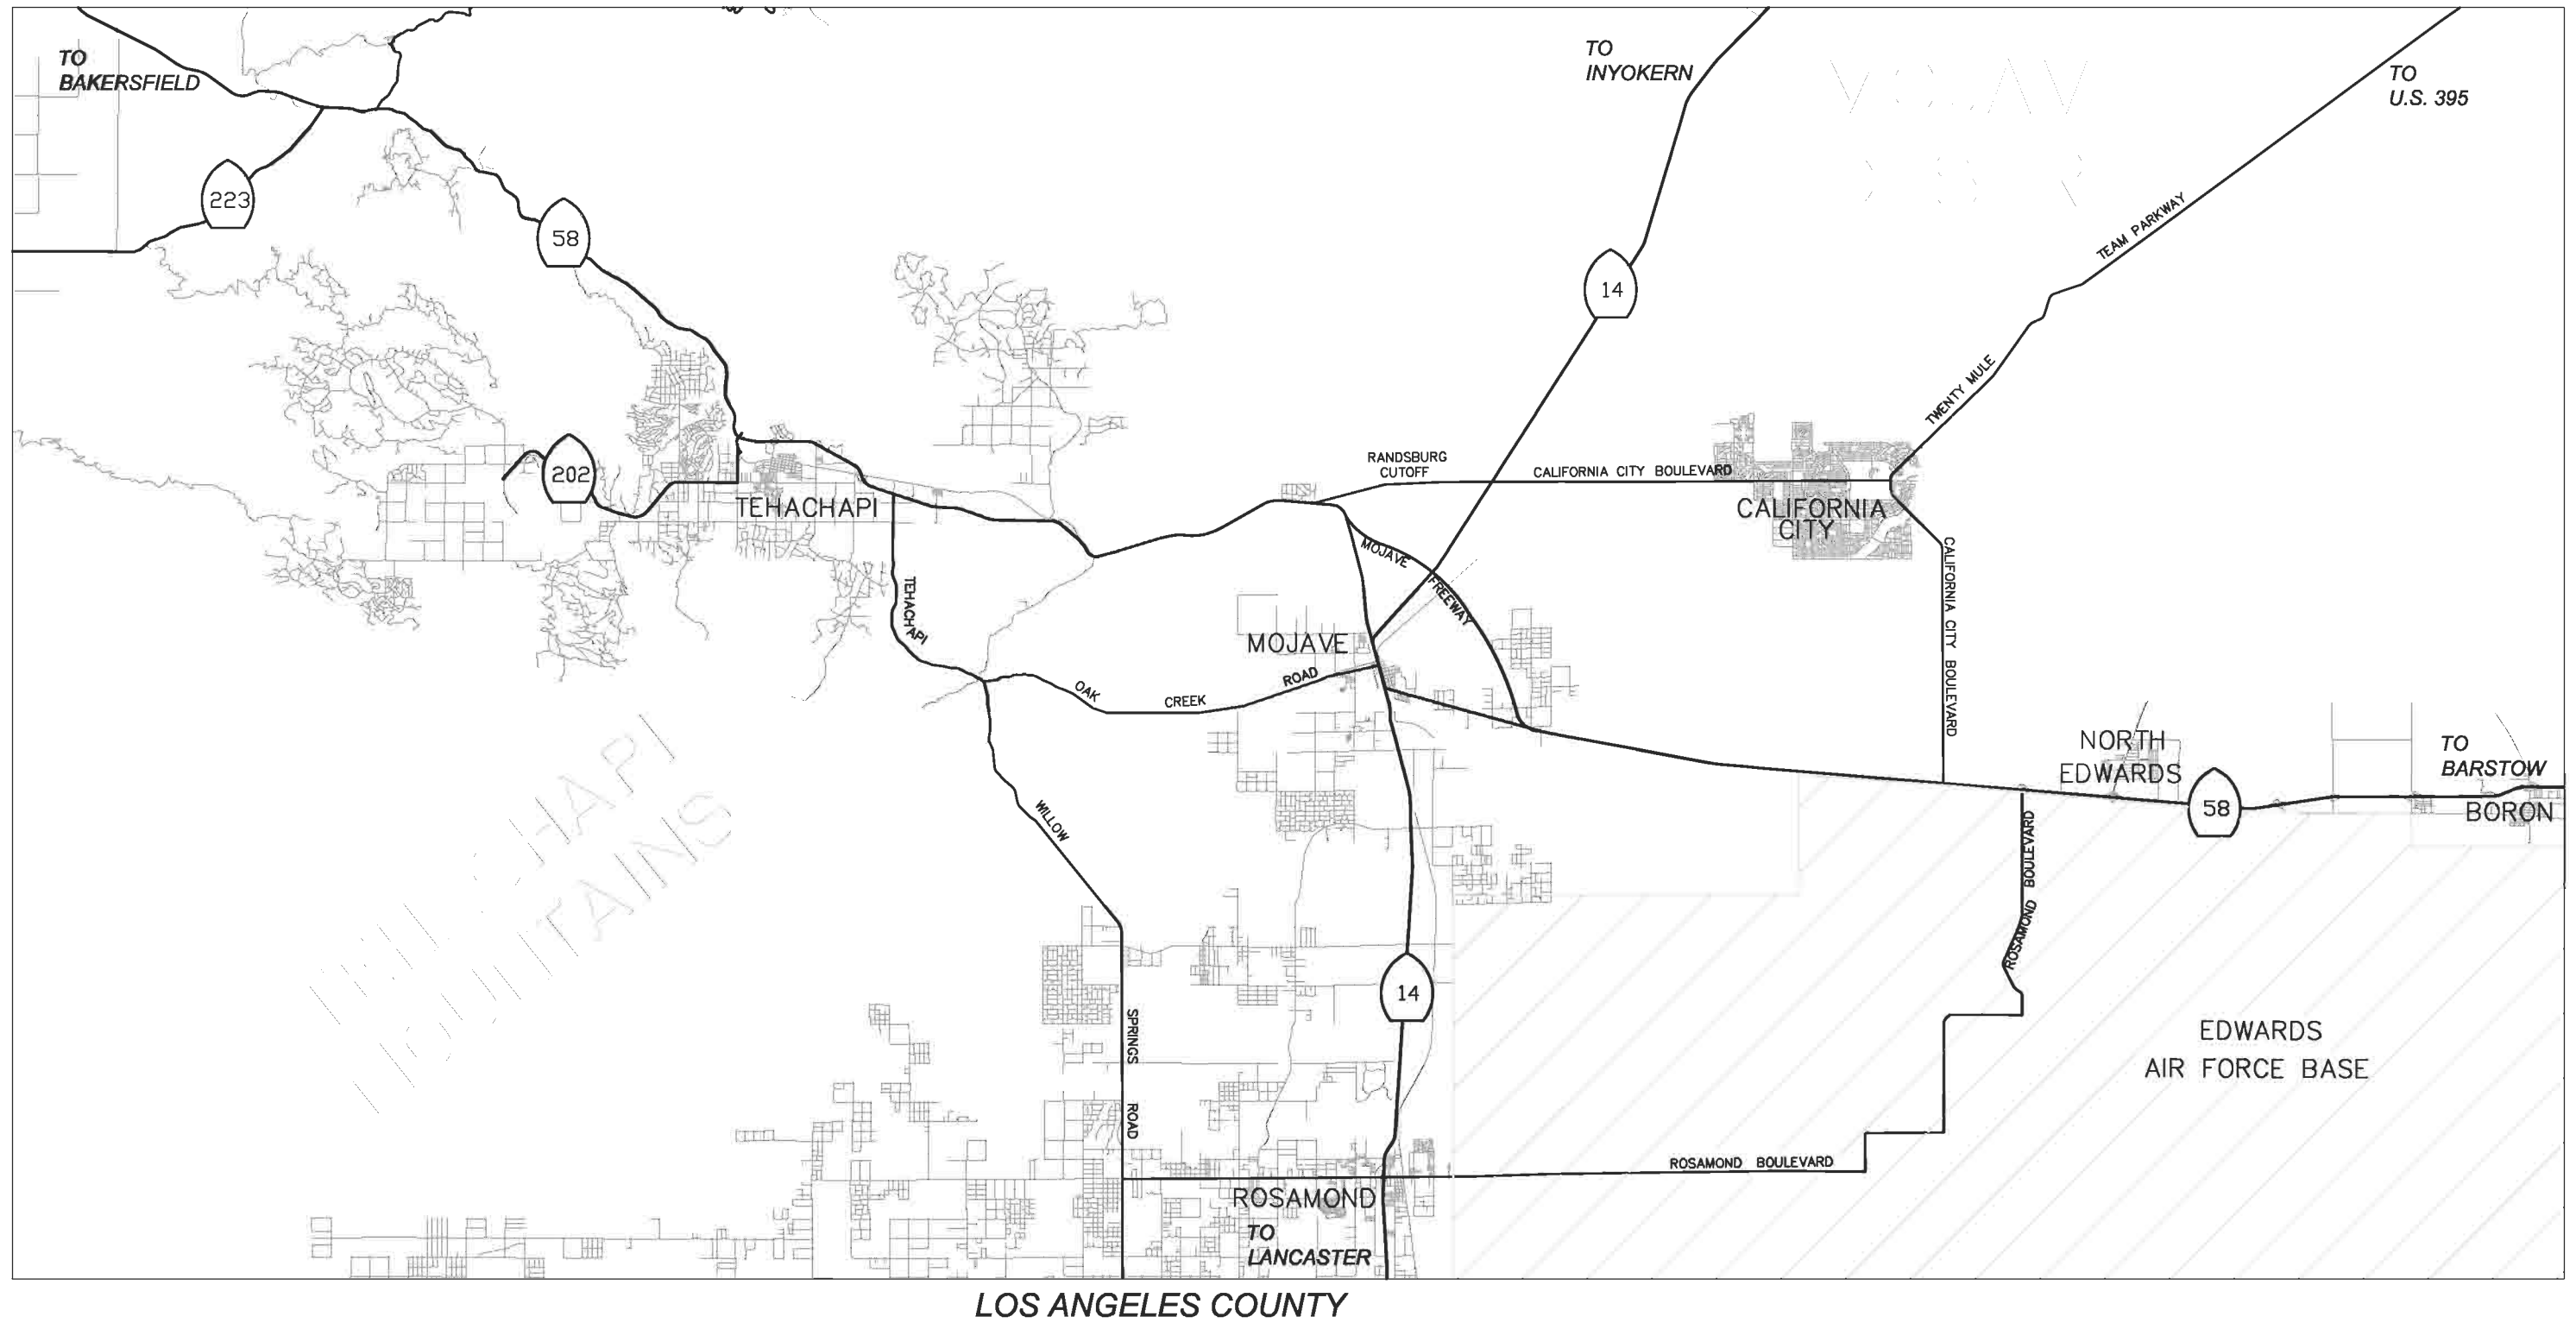 TO
BAKERSFIELD
TO
INYOKERN
TO
U.S. 395
223
58
14
TEAM PARKWAY
TWENTY MULE
202
TEHACHAPI
RANDSBURG
CUTOFF
CALIFORNIA CITY BOULEVARD
CALIFORNIA
CITY
MOJAVE
FREEWAY
TEHACHAPI
CALIFORNIA CITY BOULEVARD
MOJAVE
OAK
CREEK
ROAD
NORTH
EDWARDS
TO
BARSTOW
58
BORON
WILLOW
ROSAMOND BOULEVARD
14
SPRINGS
ROAD
EDWARDS
AIR FORCE BASE
ROSAMOND BOULEVARD
ROSAMOND
TO
LANCASTER
LOS ANGELES COUNTY